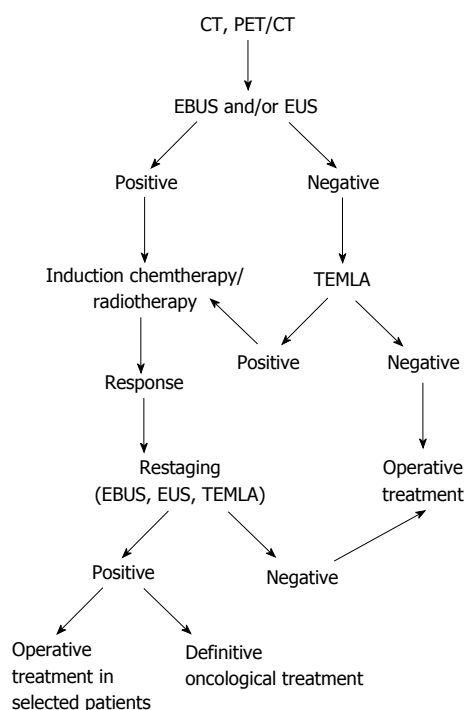 CT, PET/CT
EBUS and/or EUS
Positive
Negative
Induction chemtherapy/
radiotherapy
TEMLA
Positive
Negative
Response
Restaging
(EBUS, EUS, TEMLA)
Operative
treatment
Positive
Negative
Operative
treatment in
selected patients
Definitive
oncological treatment